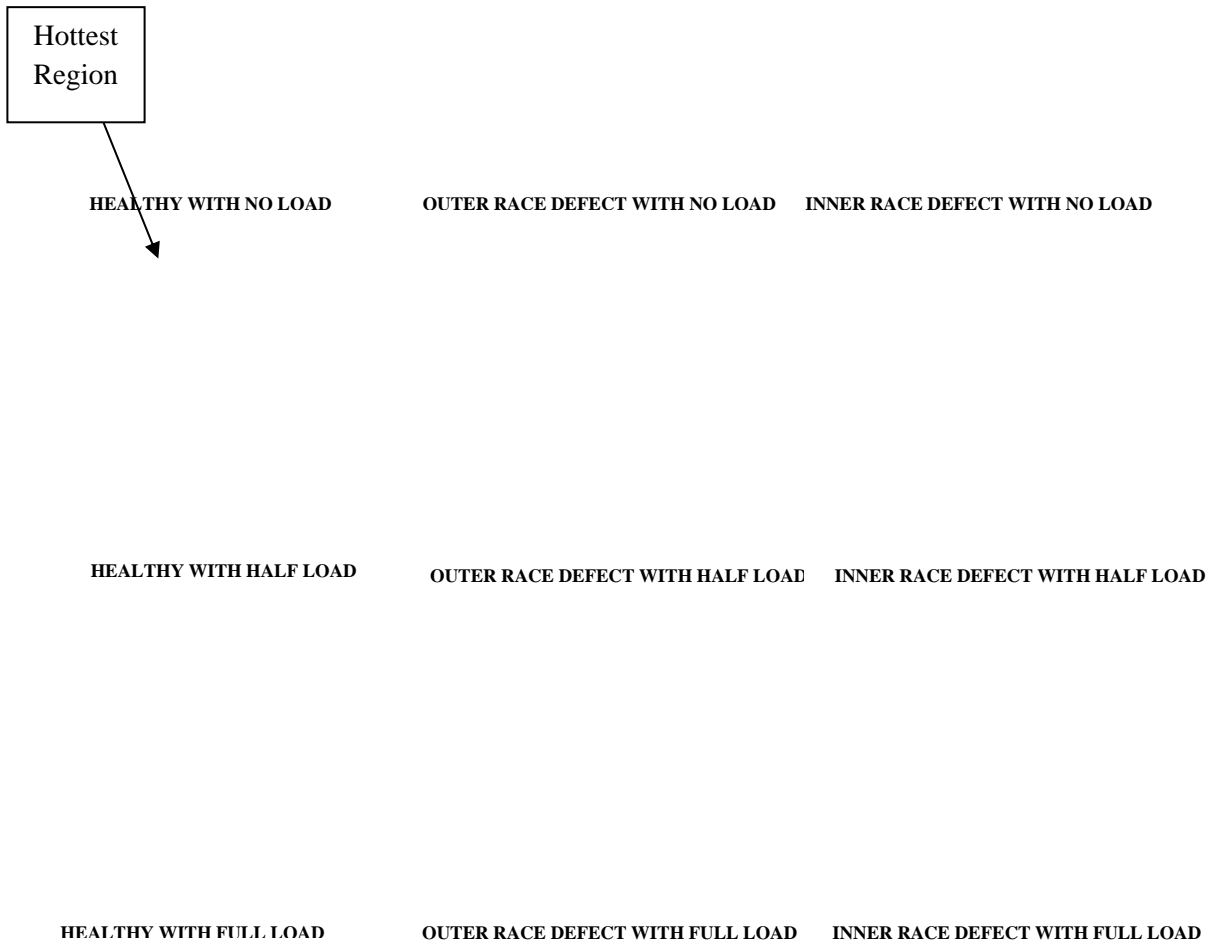 Hottest
Region
HEALTHY WITH NO LOAD
OUTER RACE DEFECT WITH NO LOAD
INNER RACE DEFECT WITH NO LOAD
HEALTHY WITH HALF LOAD
OUTER RACE DEFECT WITH HALF LOAD
INNER RACE DEFECT WITH HALF LOAD
HEALTHY WITH FULL LOAD
OUTER RACE DEFECT WITH FULL LOAD
INNER RACE DEFECT WITH FULL LOAD